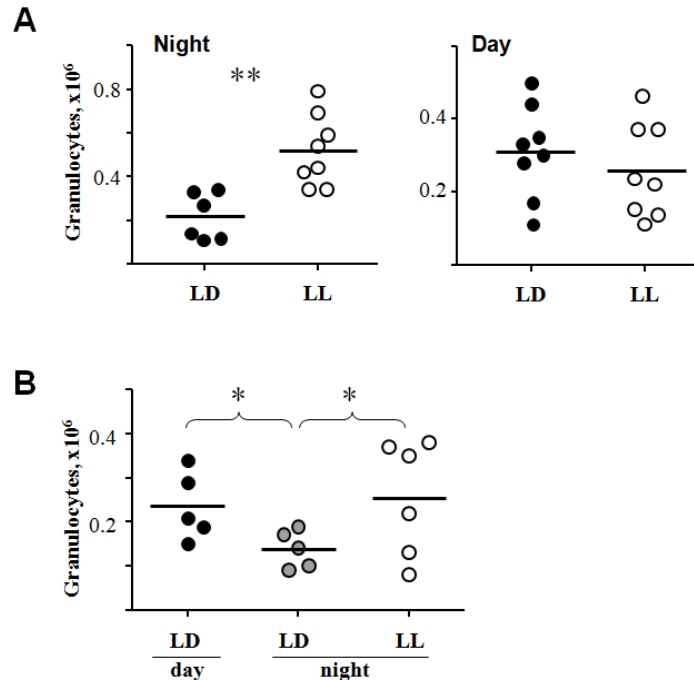 A
Night
Day
Granulocytes, x10⁶
0.8
0.4
**
LD
LL
0.4
0.2
LD
LL
B
Granulocytes, x10⁶
0.4
0.2
*
*
LD
LD
LL
day
night